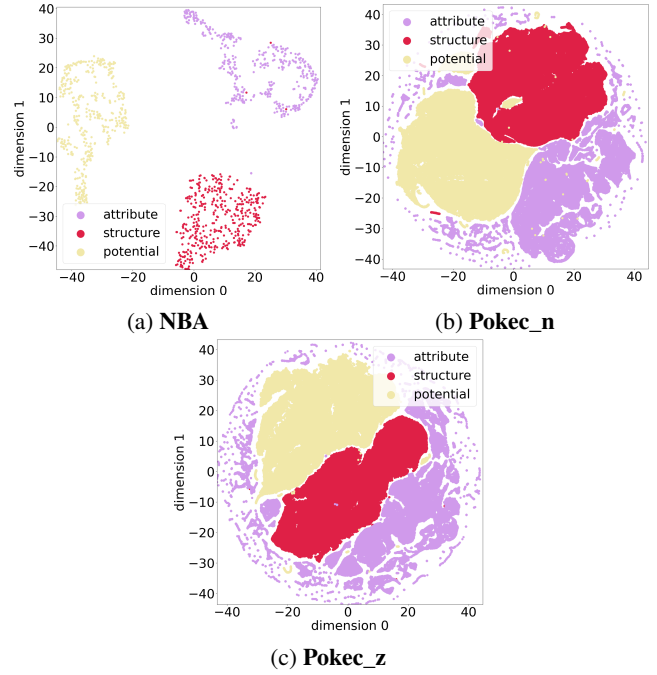 40
30
20
10
0
−10
−20
−30
−40
dimension 1
attribute
structure
potential
−40 −20 0 20 40
dimension 0
(a) NBA
40
30
20
10
0
−10
−20
−30
−40
dimension 1
attribute
structure
potential
−40 −20 0 20 40
dimension 0
(b) Pokec_n
40
30
20
10
0
−10
−20
−30
−40
dimension 1
attribute
structure
potential
−40 −20 0 20 40
dimension 0
(c) Pokec_z